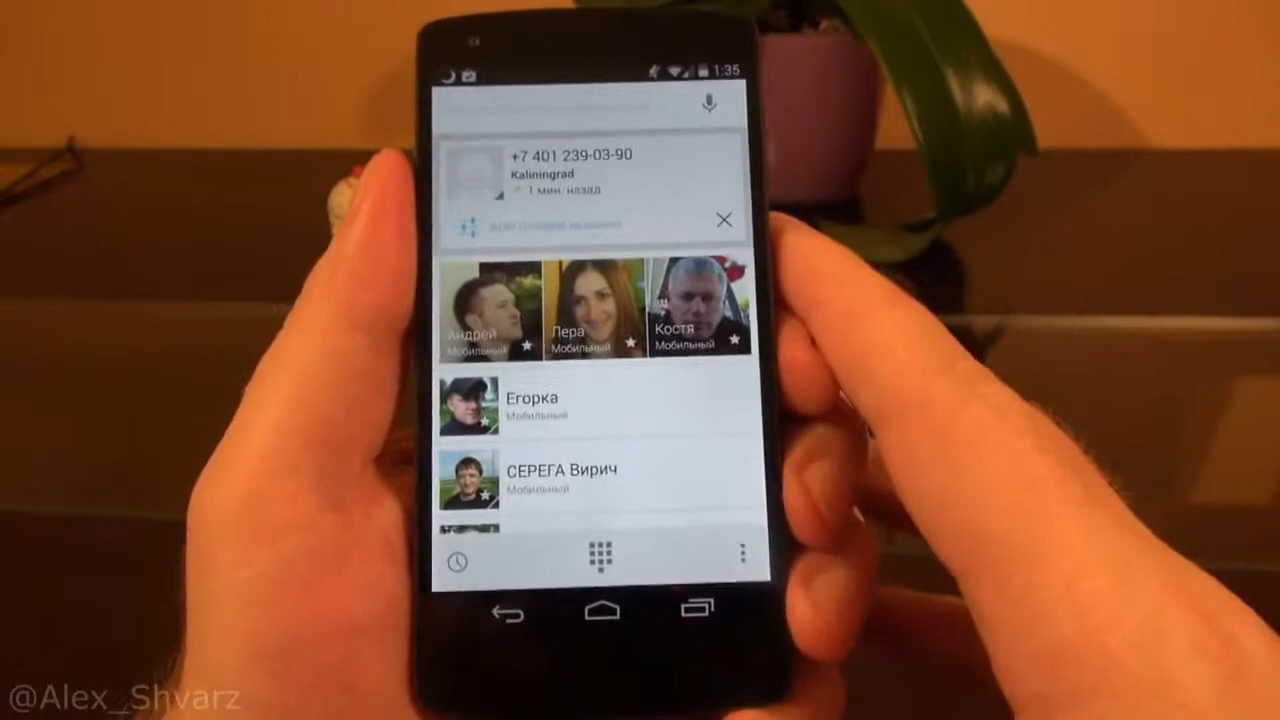 1:35
+7 401 239-03-90
Kaliningrad
1 мин. назад
Андрей
Мобильный
Лера
Мобильный
Костя
Мобильный
Егорка
Мобильный
СЕРЕГА Вирич
Мобильный
@Alex_Shvarz